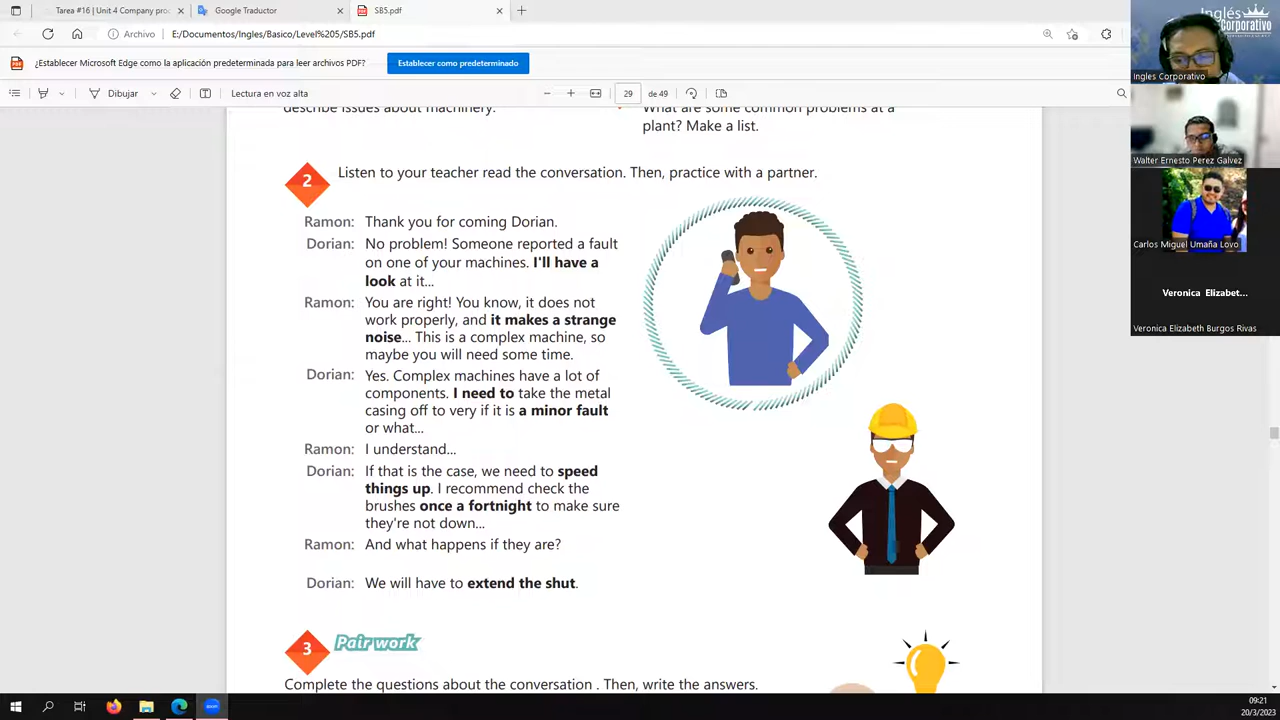 Tarea #16 | Unit 4 Company pro
Google Traductor
SB5.pdf
Archivo
E:/Documentos/Ingles/Basico/Level%205/SB5.pdf
¿Establecer Microsoft Edge como la aplicación predeterminada para leer archivos PDF?
Establecer como predeterminado
Dibujar
Lectura en voz alta
29
de 49
describe issues about machinery.
What are some common problems at a
plant? Make a list.
2
Listen to your teacher read the conversation. Then, practice with a partner.
Ramon: Thank you for coming Dorian.
Dorian: No problem! Someone reported a fault
on one of your machines. I'll have a
look at it...
Ramon: You are right! You know, it does not
work properly, and it makes a strange
noise... This is a complex machine, so
maybe you will need some time.
Dorian: Yes. Complex machines have a lot of
components. I need to take the metal
casing off to very if it is a minor fault
or what...
Ramon: I understand...
Dorian: If that is the case, we need to speed
things up. I recommend check the
brushes once a fortnight to make sure
they're not down...
Ramon: And what happens if they are?
Dorian: We will have to extend the shut.
3
Pair work
Complete the questions about the conversation . Then, write the answers.
Inglés
Corporativo
Ingles Corporativo
Walter Ernesto Perez Galvez
Carlos Miguel Umaña Lovo
Veronica Elizabet...
Veronica Elizabeth Burgos Rivas
zoom
09:21
20/3/2023